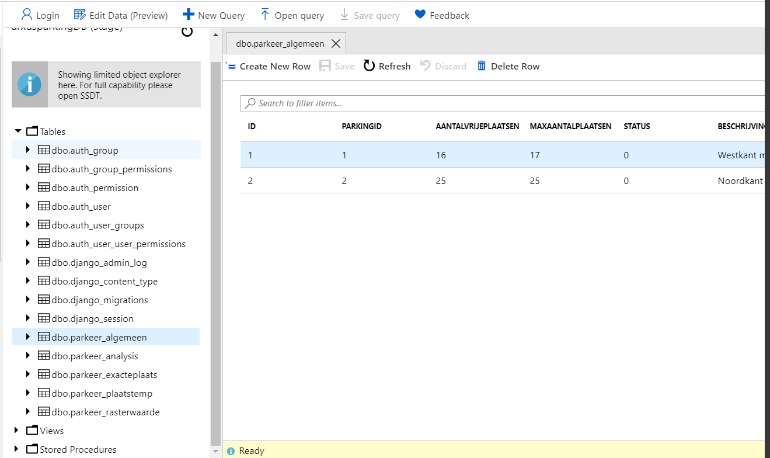 Login Edit Data (Preview) New Query Open query Save query Feedback
Showing limited object explorer
here. For full capability please
open SSDT.
Tables
dbo.auth_group
dbo.auth_group_permissions
dbo.auth_permission
dbo.auth_user
dbo.auth_user_groups
dbo.auth_user_user_permissions
dbo.django_admin_log
dbo.django_content_type
dbo.django_migrations
dbo.django_session
dbo.parkeer_algemeen
dbo.parkeer_analysis
dbo.parkeer_exacteplaats
dbo.parkeer_plaatstemp
dbo.parkeer_rasterwaarde
Views
Stored Procedures
dbo.parkeer_algemeen
Create New Row Save Refresh Discard Delete Row
Search to filter items...
ID PARKINGID AANTALVRIJEPLAATSEN MAXAANTALPLAATSEN STATUS BESCHRIJVING
1 1 16 17 0 Westkant m
2 2 25 25 0 Noordkant
Ready